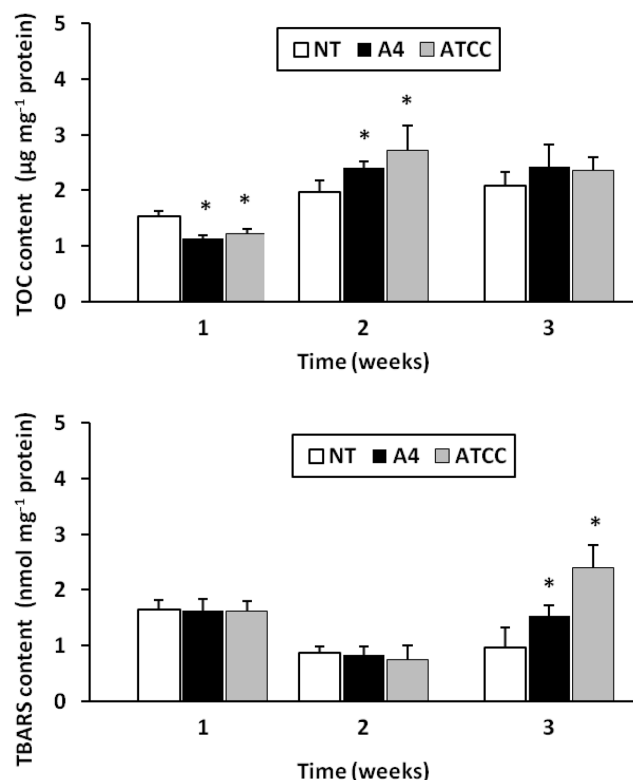 5
4
3
2
1
0
TOC content (µg mg⁻¹ protein)
NT A4 ATCC
* * * *
1 2 3
Time (weeks)
5
4
3
2
1
0
TBARS content (nmol mg⁻¹ protein)
NT A4 ATCC
* *
1 2 3
Time (weeks)